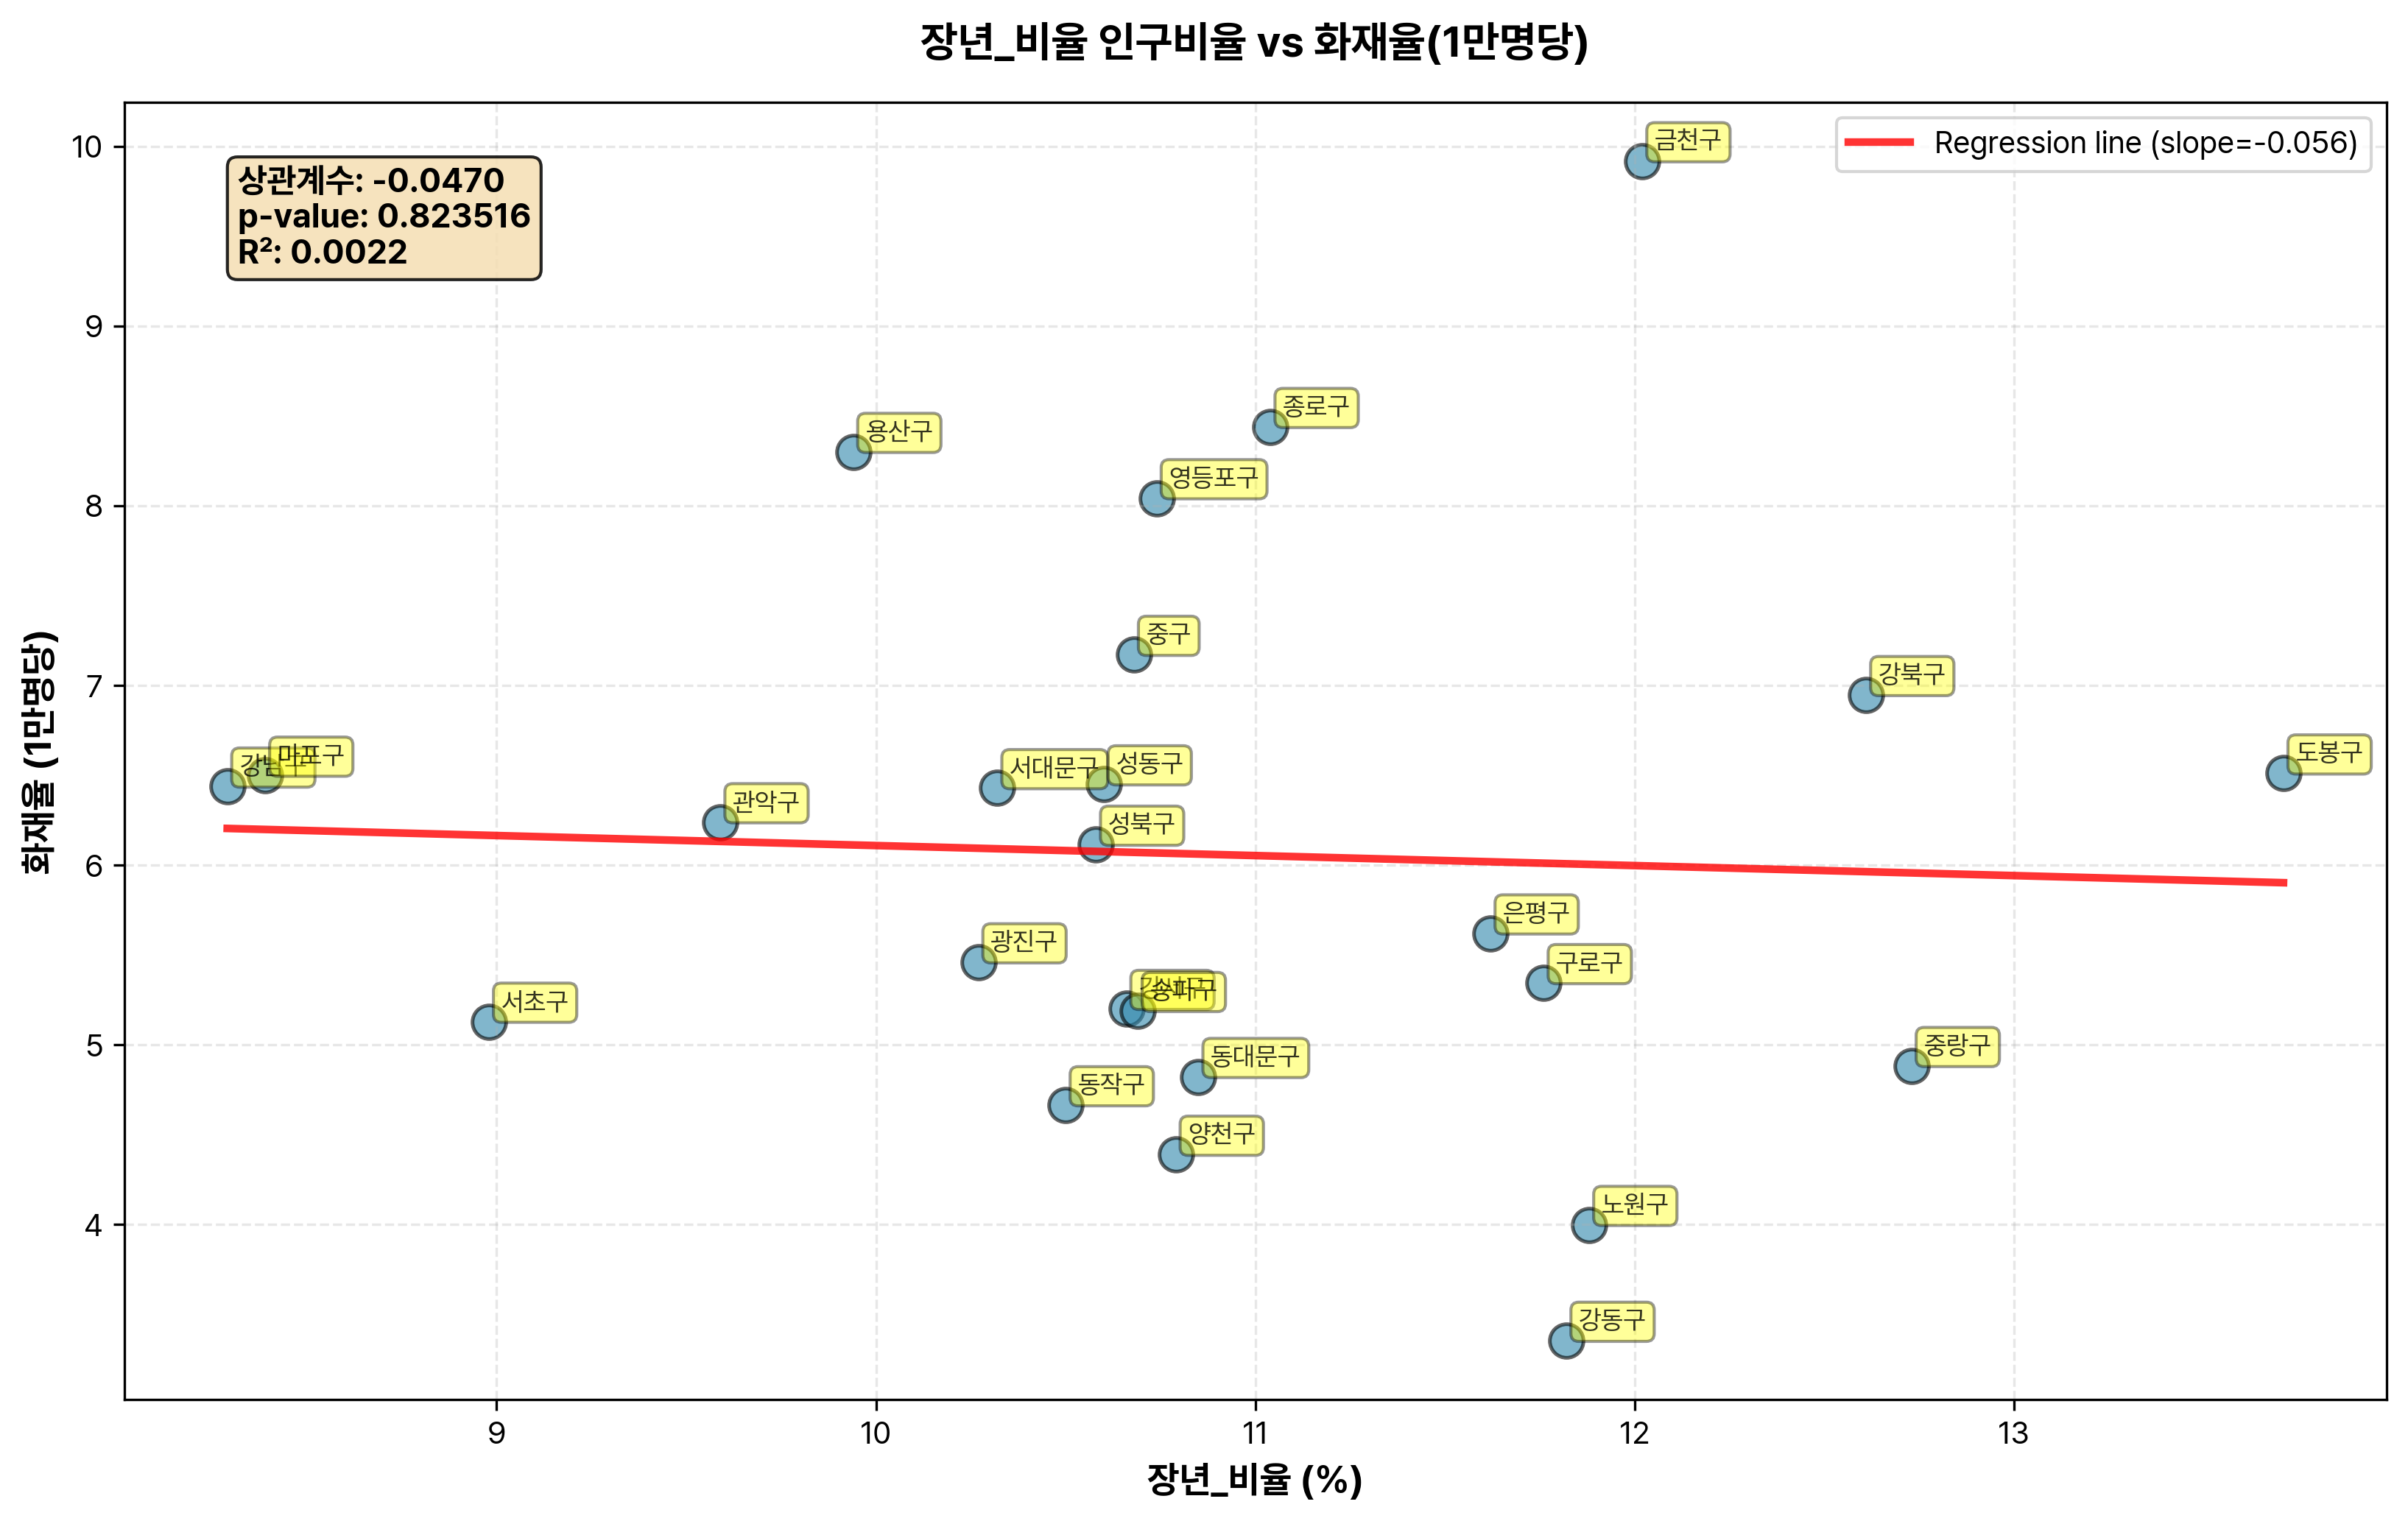 장년_비율 인구비율 vs 화재율(1만명당)
상관계수: -0.0470
p-value: 0.823516
R²: 0.0022
Regression line (slope=-0.056)
금천구
종로구
용산구
영등포구
중구
강북구
도봉구
마포구
강남구
서대문구
성동구
관악구
성북구
은평구
광진구
구로구
송파구
서초구
동대문구
중랑구
동작구
양천구
노원구
강동구
10
9
8
7
6
5
4
화재율 (1만명당)
9
10
11
12
13
장년_비율 (%)